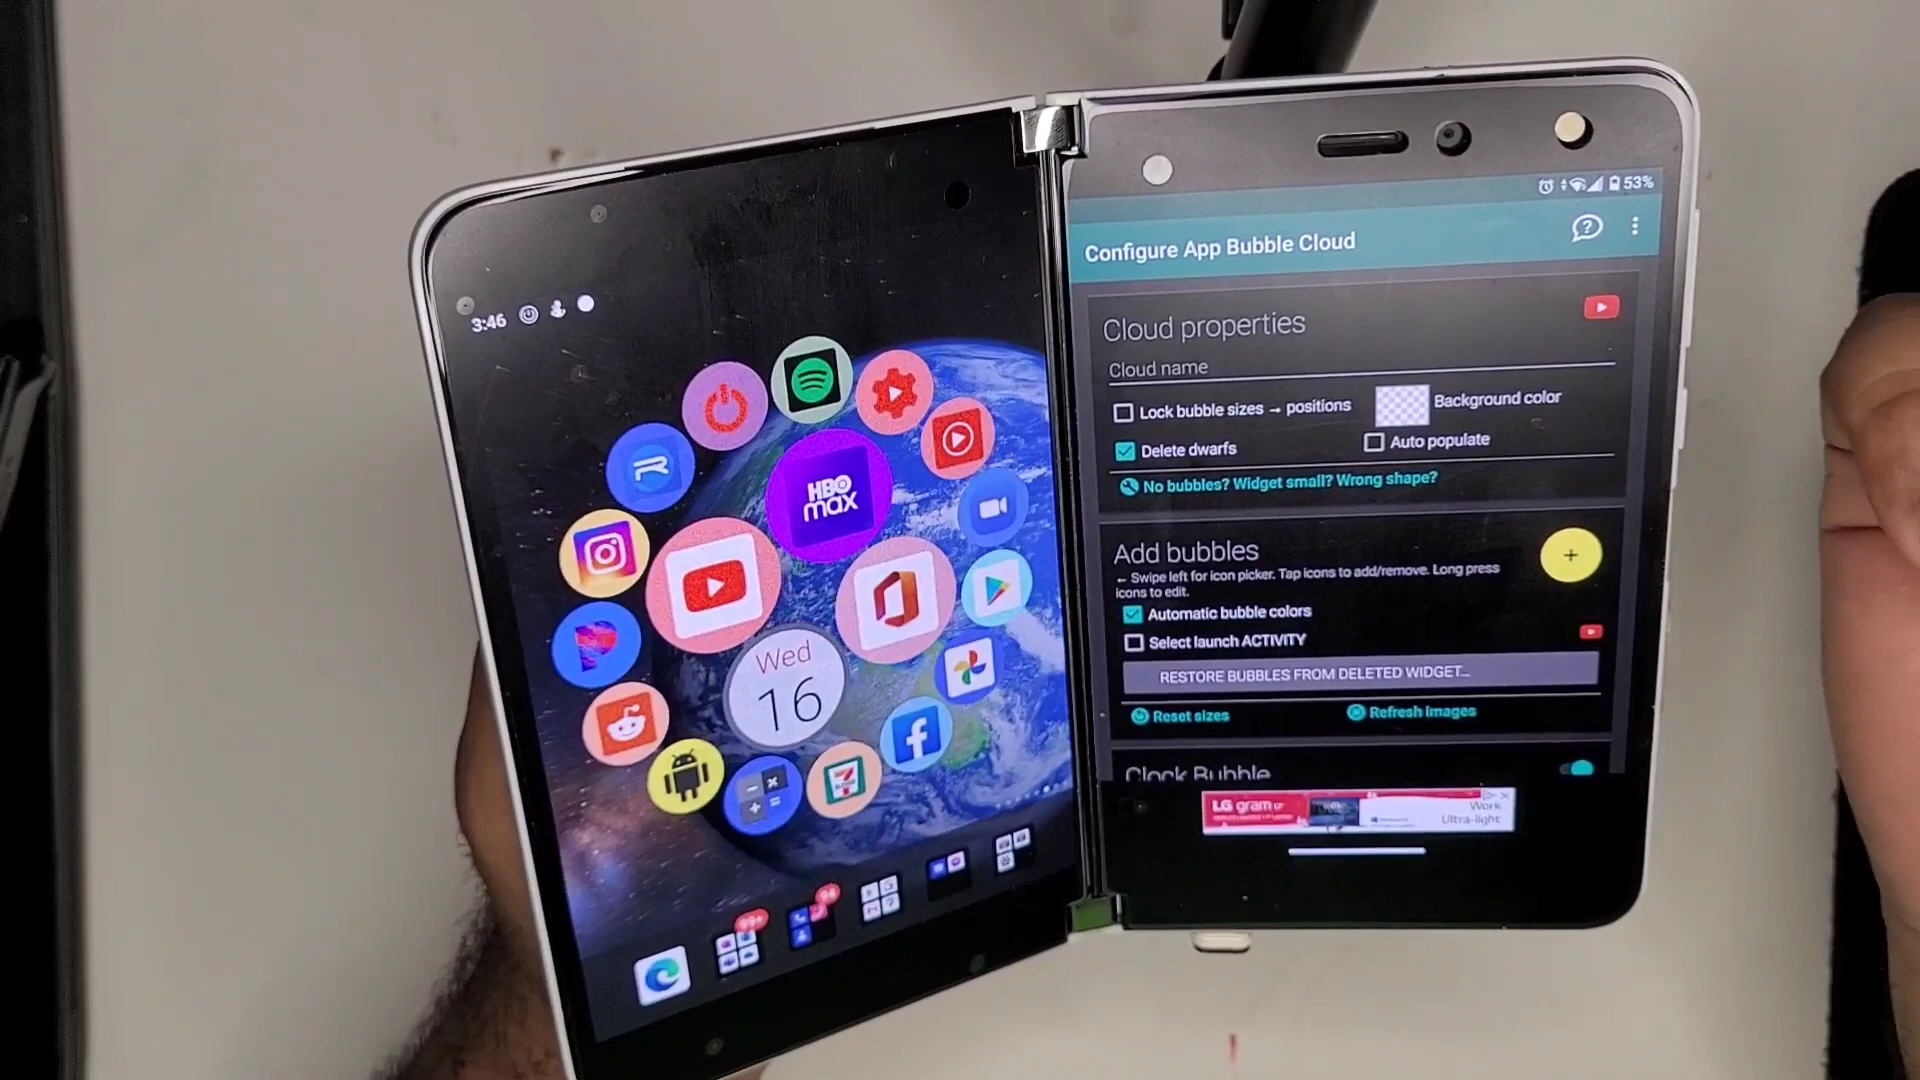 3:46
HBO
max
Wed
16
7
99+
94
53%
Configure App Bubble Cloud
Cloud properties
Cloud name
Lock bubble sizes → positions
Background color
Delete dwarfs
Auto populate
No bubbles? Widget small? Wrong shape?
Add bubbles
← Swipe left for icon picker. Tap icons to add/remove. Long press
icons to edit.
Automatic bubble colors
Select launch ACTIVITY
RESTORE BUBBLES FROM DELETED WIDGET...
Reset sizes
Refresh images
Clock Bubble
LG gram
Work
Ultra-light